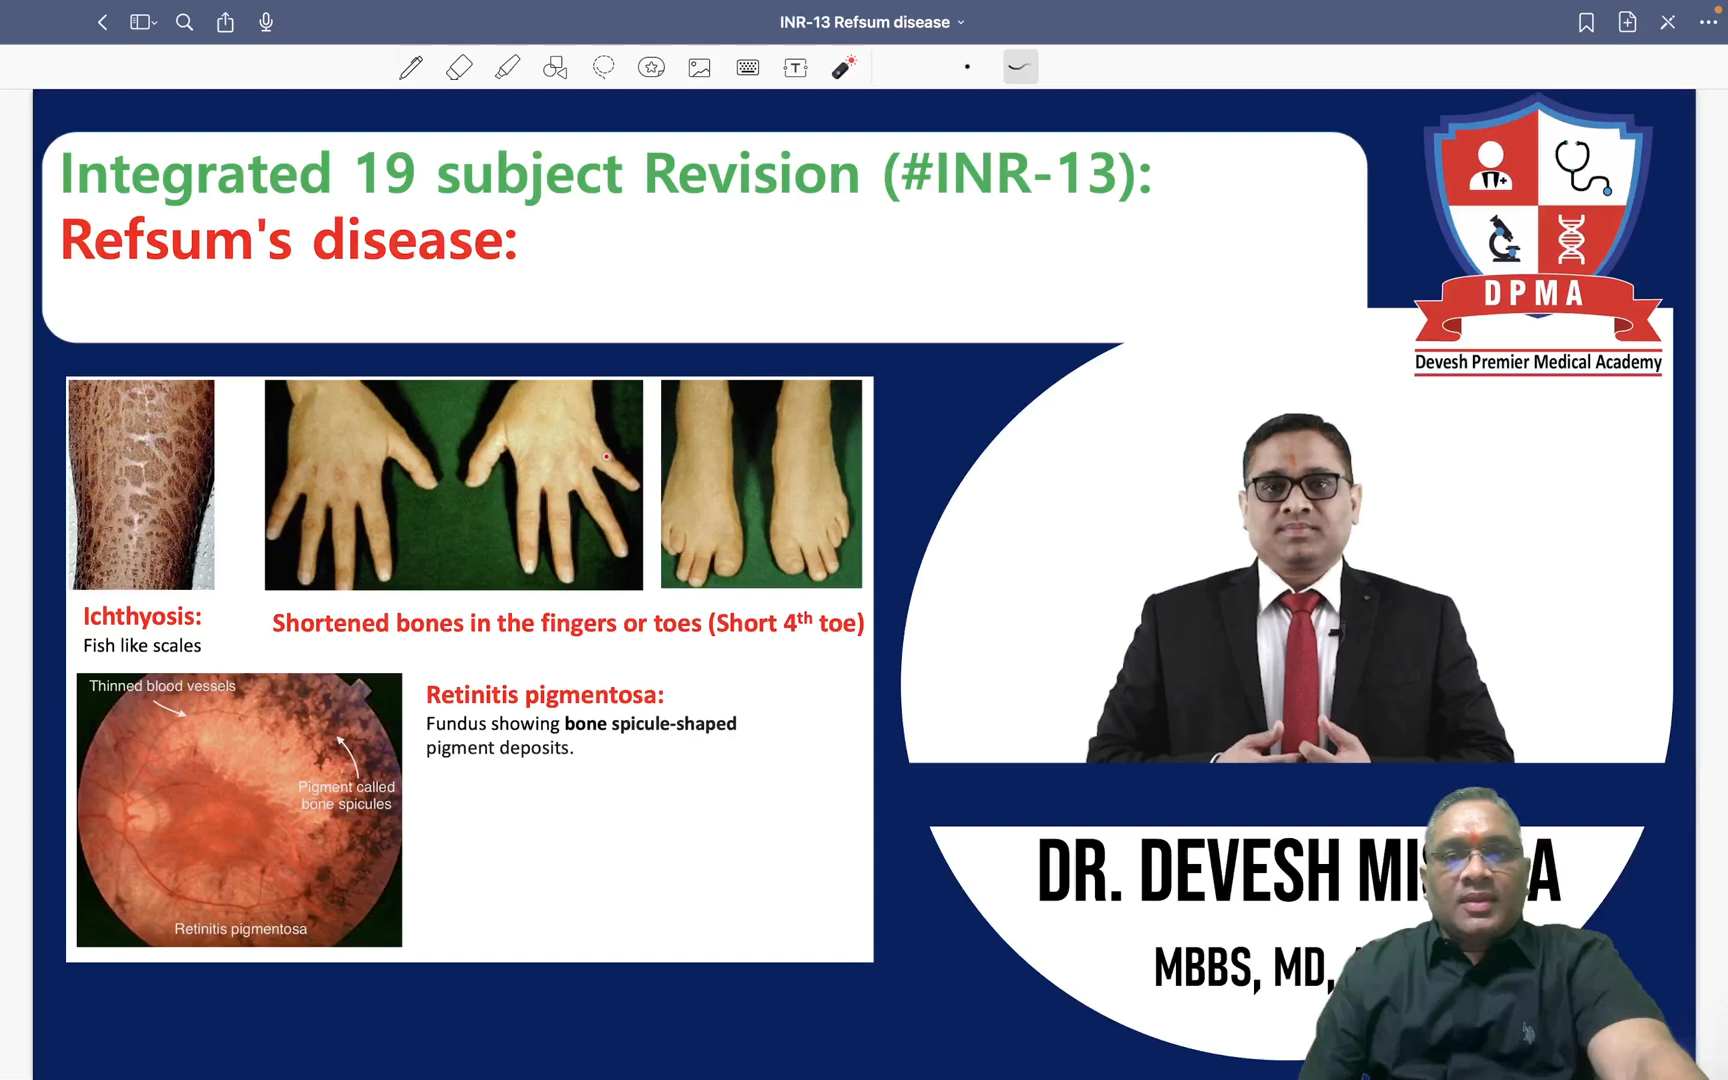 INR-13 Refsum disease
Integrated 19 subject Revision (#INR-13):
Refsum's disease:
DPMA
Devesh Premier Medical Academy
Ichthyosis:
Fish like scales
Shortened bones in the fingers or toes (Short 4th toe)
Thinned blood vessels
Pigment called
bone spicules
Retinitis pigmentosa
Retinitis pigmentosa:
Fundus showing bone spicule-shaped
pigment deposits.
DR. DEVESH
MBBS, MD,